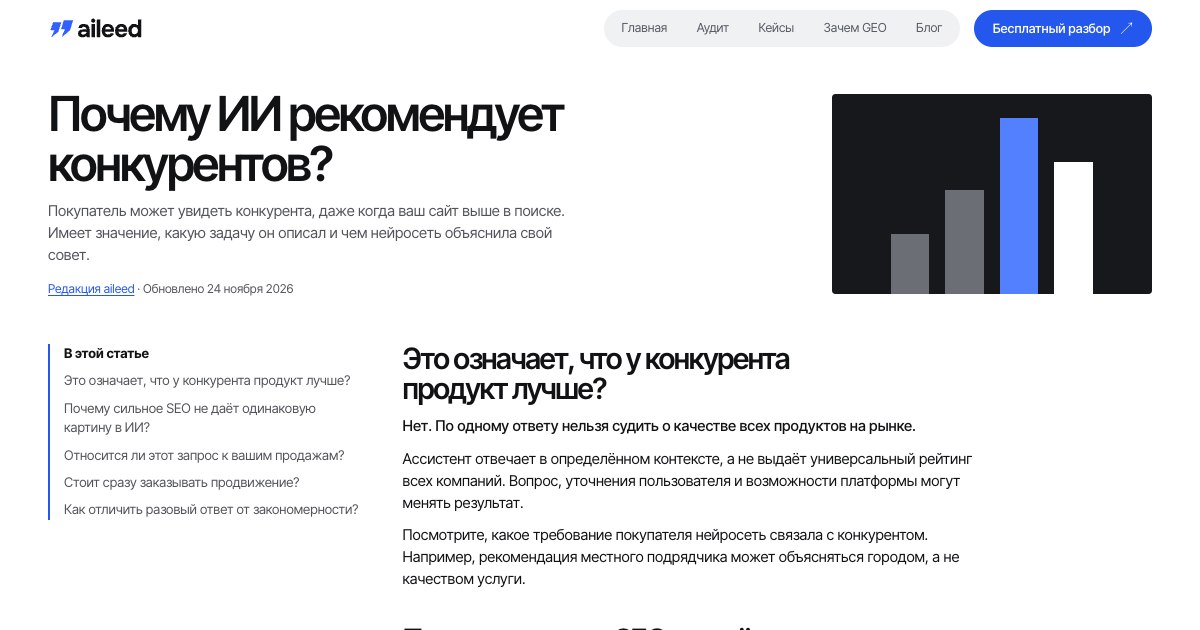 aileed
Главная
Аудит
Кейсы
Зачем GEO
Блог
Бесплатный разбор
Почему ИИ рекомендует
конкурентов?
Покупатель может увидеть конкурента, даже когда ваш сайт выше в поиске.
Имеет значение, какую задачу он описал и чем нейросеть объяснила свой
совет.
Редакция aileed · Обновлено 24 ноября 2026
В этой статье
Это означает, что у конкурента продукт лучше?
Почему сильное SEO не даёт одинаковую
картину в ИИ?
Относится ли этот запрос к вашим продажам?
Стоит сразу заказывать продвижение?
Как отличить разовый ответ от закономерности?
Это означает, что у конкурента
продукт лучше?
Нет. По одному ответу нельзя судить о качестве всех продуктов на рынке.
Ассистент отвечает в определённом контексте, а не выдаёт универсальный рейтинг
всех компаний. Вопрос, уточнения пользователя и возможности платформы могут
менять результат.
Посмотрите, какое требование покупателя нейросеть связала с конкурентом.
Например, рекомендация местного подрядчика может объясняться городом, а не
качеством услуги.